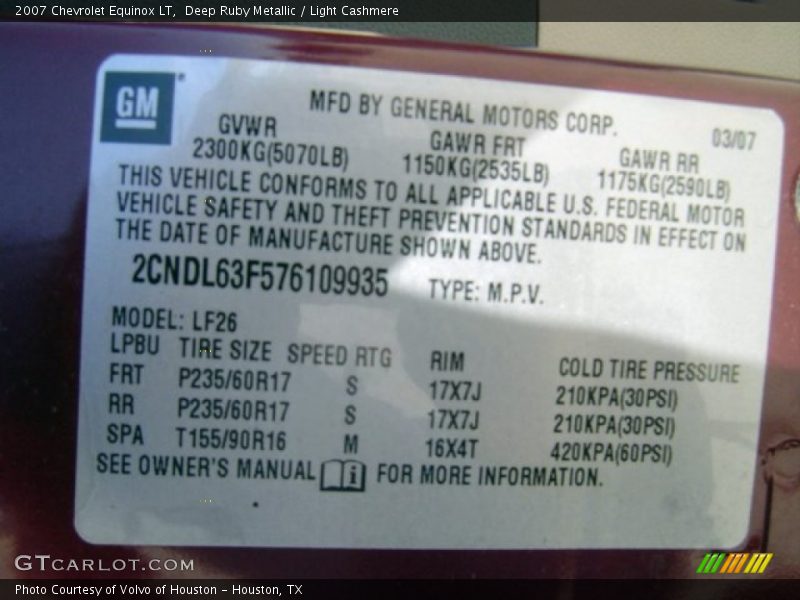 2007 Chevrolet Equinox LT, Deep Ruby Metallic / Light Cashmere
GM
MFD BY GENERAL MOTORS CORP.
03/07
GVWR GAWR FRT GAWR RR
2300KG(5070LB) 1150KG(2535LB) 1175KG(2590LB)
THIS VEHICLE CONFORMS TO ALL APPLICABLE U.S. FEDERAL MOTOR
VEHICLE SAFETY AND THEFT PREVENTION STANDARDS IN EFFECT ON
THE DATE OF MANUFACTURE SHOWN ABOVE.
2CNDL63F576109935 TYPE: M.P.V.
MODEL: LF26
LPBU TIRE SIZE SPEED RTG RIM COLD TIRE PRESSURE
FRT P235/60R17 S 17X7J 210KPA(30PSI)
RR P235/60R17 S 17X7J 210KPA(30PSI)
SPA T155/90R16 M 16X4T 420KPA(60PSI)
SEE OWNER'S MANUAL i FOR MORE INFORMATION.
GTCARLOT.COM
Photo Courtesy of Volvo of Houston – Houston, TX